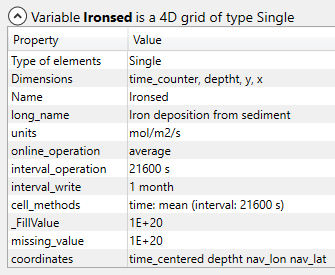 Variable Ironsed is a 4D grid of type Single
Property Value
Type of elements Single
Dimensions time_counter, deptht, y, x
Name Ironsed
long_name Iron deposition from sediment
units mol/m2/s
online_operation average
interval_operation 21600 s
interval_write 1 month
cell_methods time: mean (interval: 21600 s)
_FillValue 1E+20
missing_value 1E+20
coordinates time_centered deptht nav_lon nav_lat